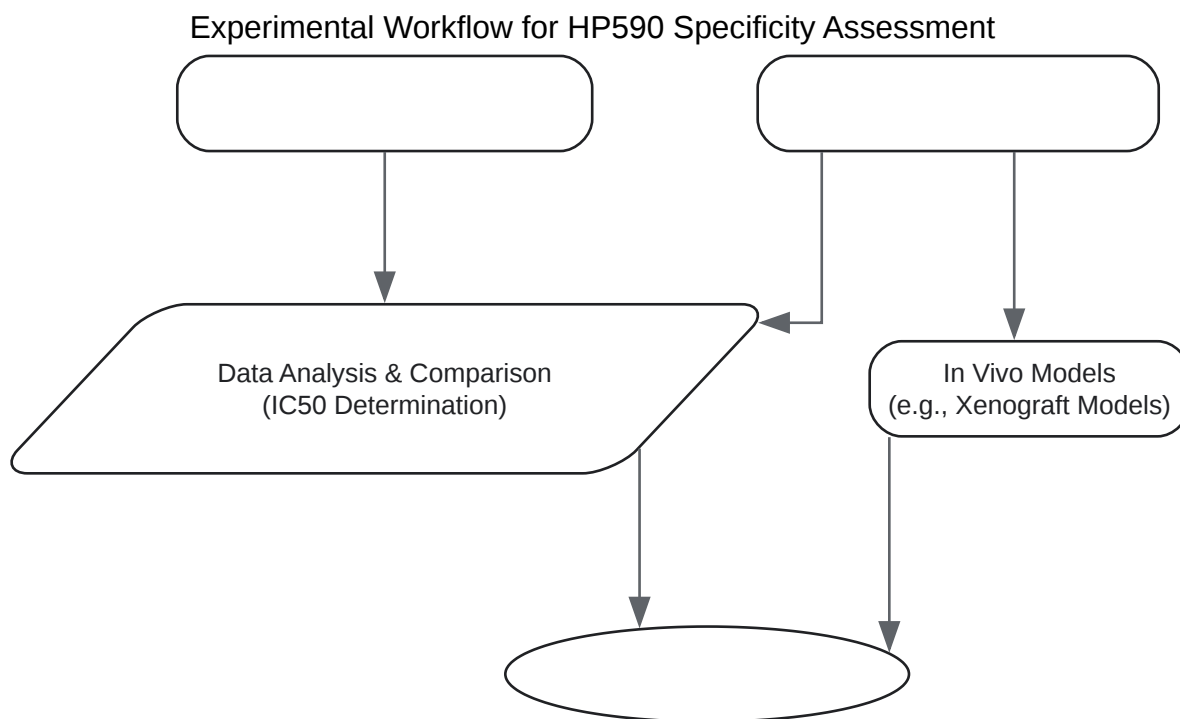 Experimental Workflow for HP590 Specificity Assessment
Data Analysis & Comparison
(IC50 Determination)
In Vivo Models
(e.g., Xenograft Models)